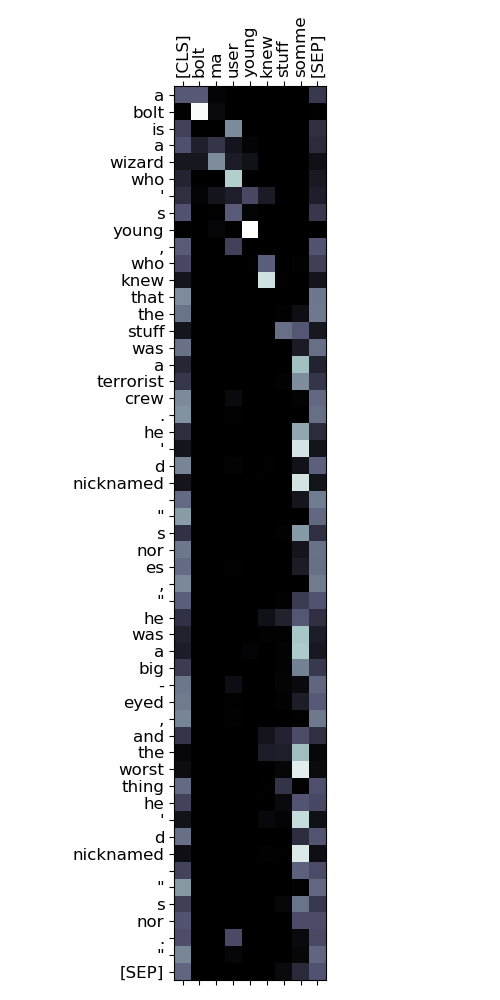 [CLS]
bolt
ma
user
young
knew
stuff
somme
[SEP]
a
bolt
is
a
wizard
who
'
s
young
,
who
knew
that
the
stuff
was
a
terrorist
crew
.
he
'
d
nicknamed
"
s
nor
es
,
"
he
was
a
big
-
eyed
,
and
the
worst
thing
he
'
d
nicknamed
"
s
nor
.
"
[SEP]